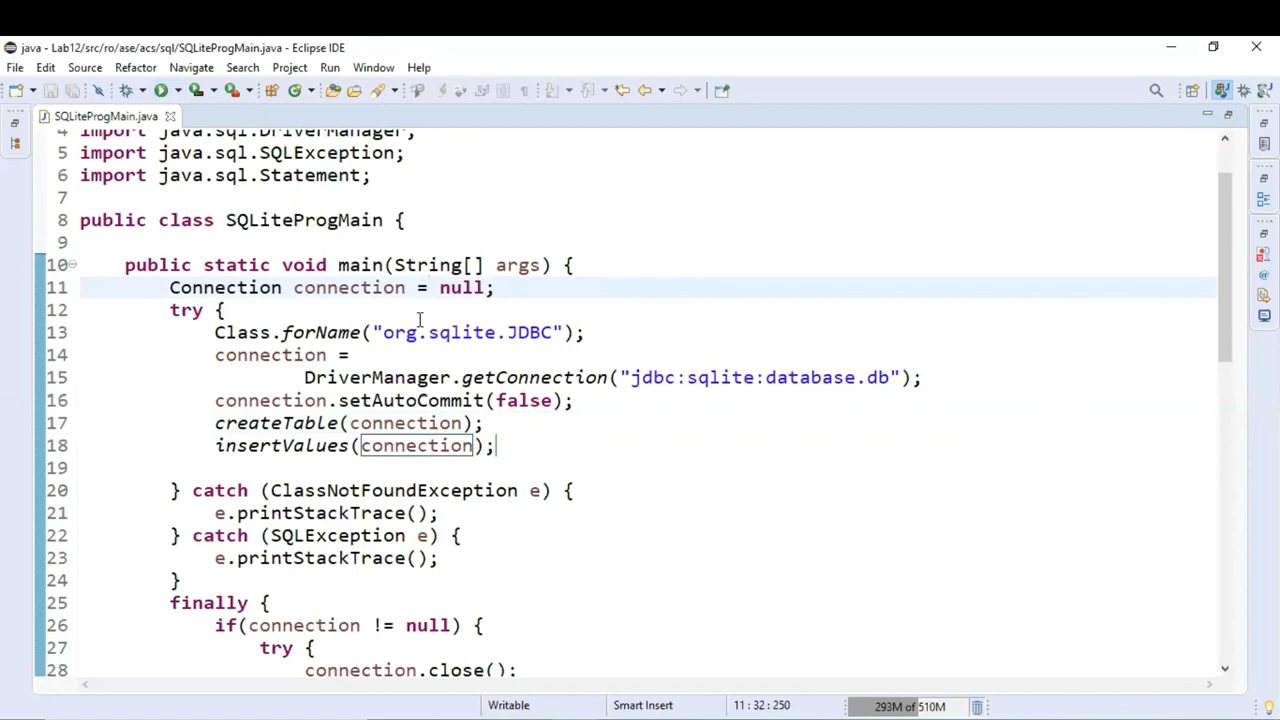 java - Lab12/src/ro/ase/acs/sql/SQLiteProgMain.java - Eclipse IDE
File Edit Source Refactor Navigate Search Project Run Window Help
SQLiteProgMain.java
4 import java.sql.DriverManager;
5 import java.sql.SQLException;
6 import java.sql.Statement;
7
8 public class SQLiteProgMain {
9
10 public static void main(String[] args) {
11 Connection connection = null;
12 try {
13 Class.forName("org.sqlite.JDBC");
14 connection =
15 DriverManager.getConnection("jdbc:sqlite:database.db");
16 connection.setAutoCommit(false);
17 createTable(connection);
18 insertValues(connection);
19
20 } catch (ClassNotFoundException e) {
21 e.printStackTrace();
22 } catch (SQLException e) {
23 e.printStackTrace();
24 }
25 finally {
26 if(connection != null) {
27 try {
28 connection.close();
Writable Smart Insert 11 : 32 : 250 293M of 510M